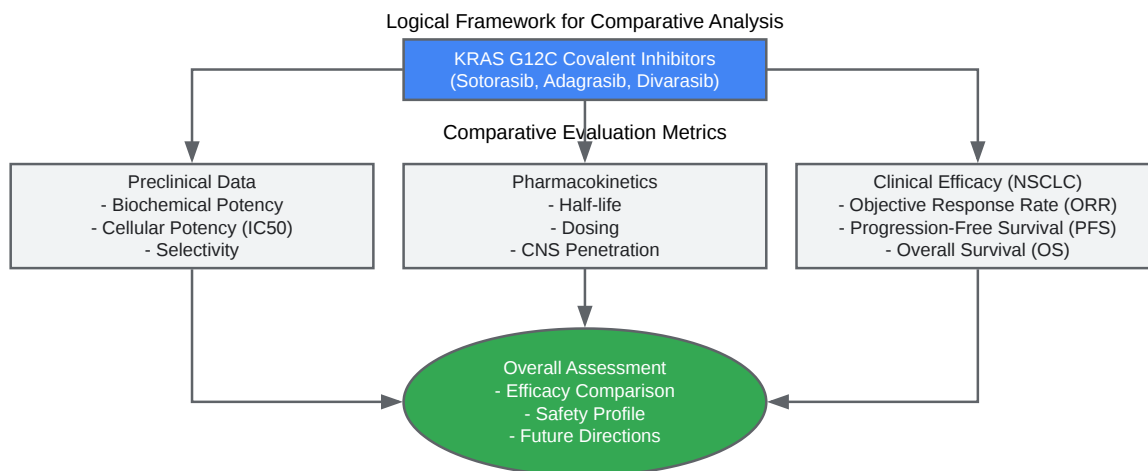 Logical Framework for Comparative Analysis
KRAS G12C Covalent Inhibitors
(Sotorasib, Adagrasib, Divarasib)
Comparative Evaluation Metrics
Preclinical Data
- Biochemical Potency
- Cellular Potency (IC50)
- Selectivity
Pharmacokinetics
- Half-life
- Dosing
- CNS Penetration
Clinical Efficacy (NSCLC)
- Objective Response Rate (ORR)
- Progression-Free Survival (PFS)
- Overall Survival (OS)
Overall Assessment
- Efficacy Comparison
- Safety Profile
- Future Directions